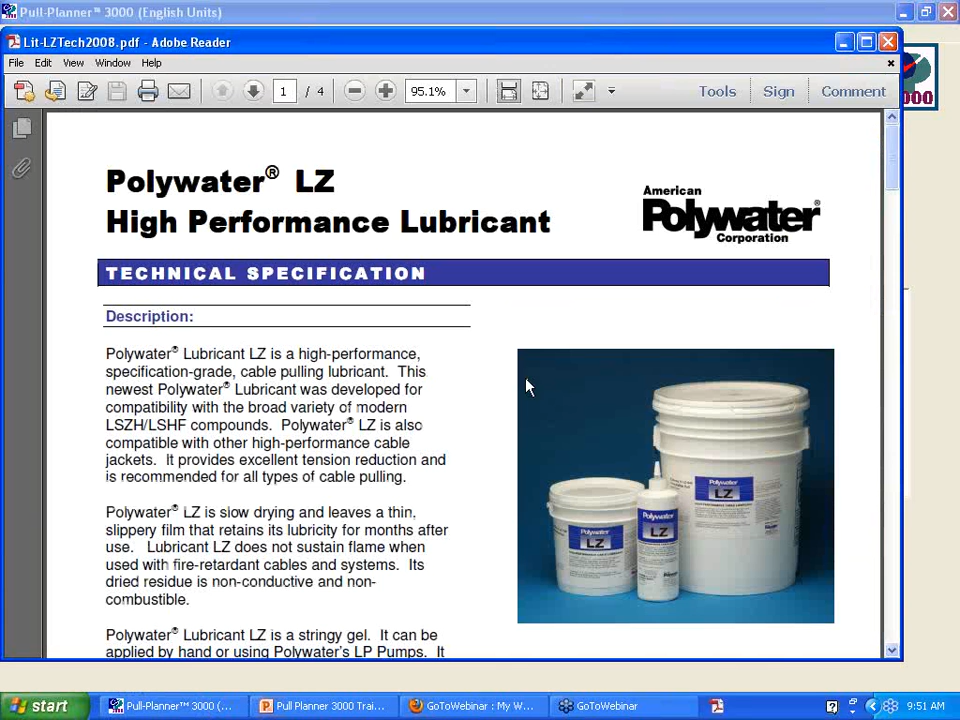 Pull-Planner™ 3000 (English Units)
Lit-LZTech2008.pdf - Adobe Reader
File Edit View Window Help
1 / 4 95.1% Tools Sign Comment
000
Polywater® LZ
High Performance Lubricant
American
Polywater®
Corporation
TECHNICAL SPECIFICATION
Description:
Polywater® Lubricant LZ is a high-performance,
specification-grade, cable pulling lubricant. This
newest Polywater® Lubricant was developed for
compatibility with the broad variety of modern
LSZH/LSHF compounds. Polywater® LZ is also
compatible with other high-performance cable
jackets. It provides excellent tension reduction and
is recommended for all types of cable pulling.
Polywater® LZ is slow drying and leaves a thin,
slippery film that retains its lubricity for months after
use. Lubricant LZ does not sustain flame when
used with fire-retardant cables and systems. Its
dried residue is non-conductive and non-
combustible.
Polywater® Lubricant LZ is a stringy gel. It can be
applied by hand or using Polywater's LP Pumps. It
Polywater
LZ
Polywater
LZ
Polywater
LZ
start Pull-Planner™ 3000 (... Pull Planner 3000 Trai... GoToWebinar : My W... GoToWebinar 9:51 AM